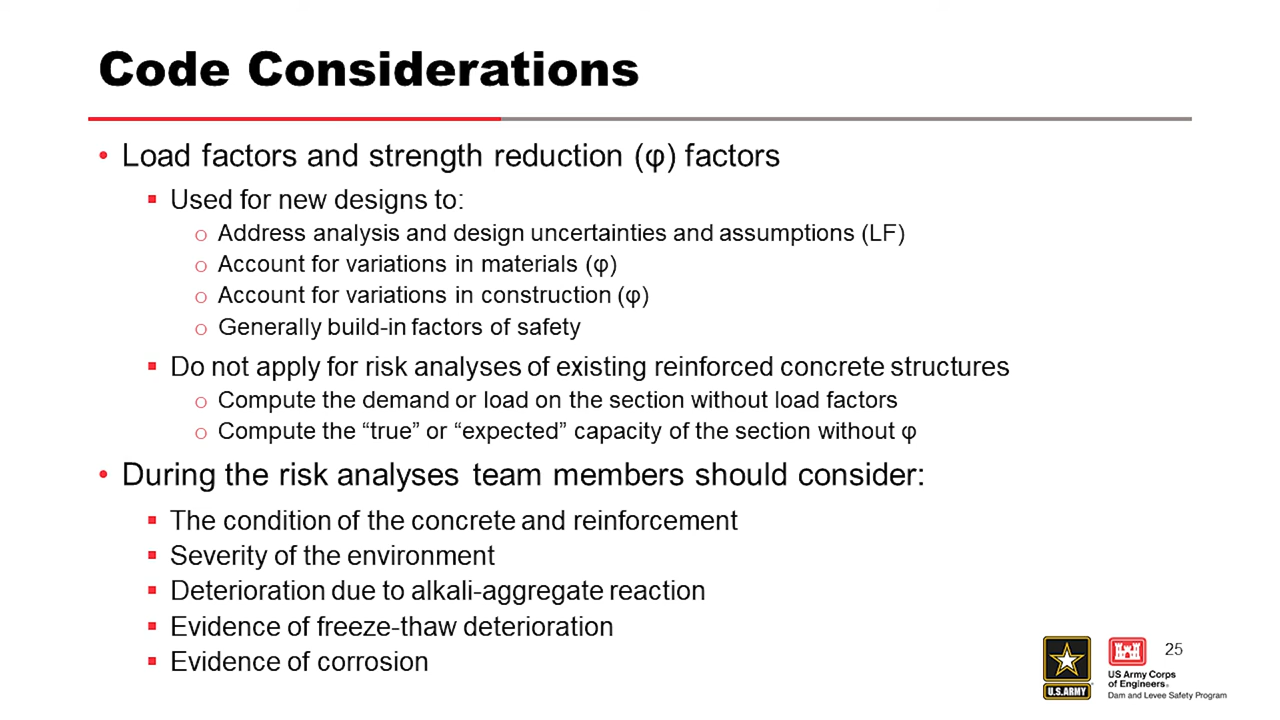 Code Considerations
• Load factors and strength reduction (φ) factors
▪ Used for new designs to:
o Address analysis and design uncertainties and assumptions (LF)
o Account for variations in materials (φ)
o Account for variations in construction (φ)
o Generally build-in factors of safety
▪ Do not apply for risk analyses of existing reinforced concrete structures
o Compute the demand or load on the section without load factors
o Compute the “true” or “expected” capacity of the section without φ
• During the risk analyses team members should consider:
▪ The condition of the concrete and reinforcement
▪ Severity of the environment
▪ Deterioration due to alkali-aggregate reaction
▪ Evidence of freeze-thaw deterioration
▪ Evidence of corrosion
25
U.S.ARMY
US Army Corps
of Engineers®
Dam and Levee Safety Program